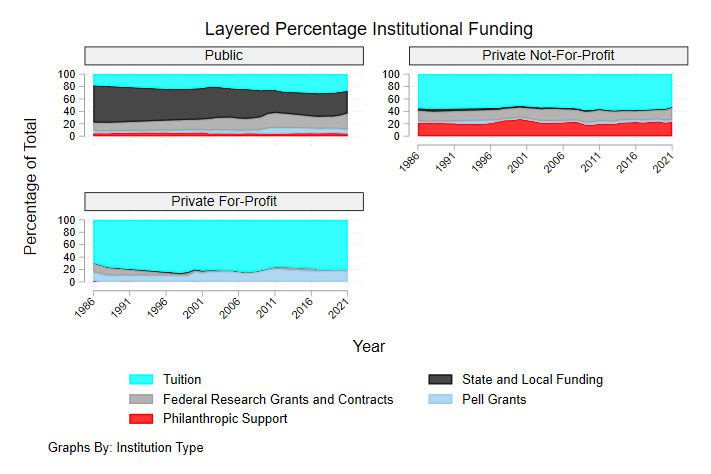 Layered Percentage Institutional Funding
Public
Private Not-For-Profit
100
80
60
40
20
0
100
80
60
40
20
0
1986
1991
1996
2001
2006
2011
2016
2021
Private For-Profit
100
80
60
40
20
0
1986
1991
1996
2001
2006
2011
2016
2021
Percentage of Total
Year
Tuition
State and Local Funding
Federal Research Grants and Contracts
Pell Grants
Philanthropic Support
Graphs By: Institution Type